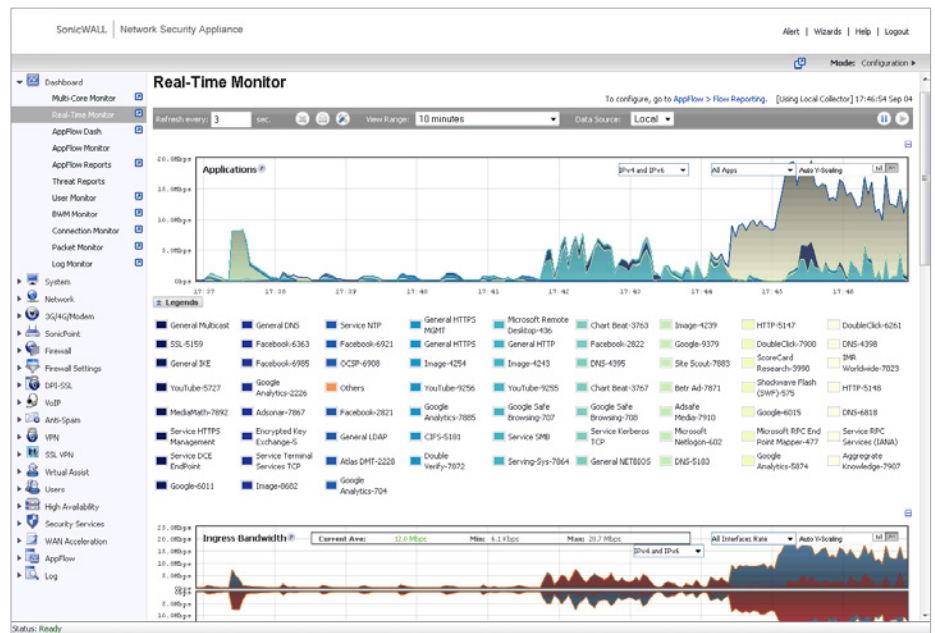 SonicWALL | Network Security Appliance
Alert | Wizards | Help | Logout
Mode: Configuration
Dashboard
Multi-Core Monitor
Real-Time Monitor
AppFlow Dash
AppFlow Monitor
AppFlow Reports
Threat Reports
User Monitor
BWM Monitor
Connection Monitor
Packet Monitor
Log Monitor
System
Network
3G/4G/Modem
SonicPoint
Firewall
Firewall Settings
DPI-SSL
VoIP
Anti-Spam
VPN
SSL VPN
Virtual Assist
Users
High Availability
Security Services
WAN Acceleration
AppFlow
Log
Real-Time Monitor
To configure, go to AppFlow > Flow Reporting. [Using Local Collector] 17:46:54 Sep 04
Refresh every: 3 sec. View Range: 10 minutes Data Source: Local
20.0Mbps
Applications
IPv4 and IPv6
All Apps
Auto Y-Scaling
15.0Mbps
10.0Mbps
5.0Mbps
0bps
17:37 17:38 17:39 17:40 17:41 17:42 17:43 17:44 17:45 17:46
Legends
General Multicast General DNS Service NTP General HTTPS MGMT Microsoft Remote Desktop-436 Chart Beat-3763 Image-4239 HTTP-5147 DoubleClick-6261
SSL-5159 Facebook-6363 Facebook-6921 General HTTPS General HTTP Facebook-2822 Google-9379 DoubleClick-7900 DNS-4398
General IKE Facebook-6985 OCSP-6908 Image-4254 Image-4243 DNS-4395 Site Scout-7883 ScoreCard Research-3990 IMR Worldwide-7023
YouTube-5727 Google Analytics-2226 Others YouTube-9256 YouTube-9255 Chart Beat-3767 Betr Ad-7871 Shockwave Flash (SWF)-575 HTTP-5148
MediaMath-7892 Adsonar-7867 Facebook-2821 Google Analytics-7885 Google Safe Browsing-707 Google Safe Browsing-708 Adsafe Media-7910 Google-6015 DNS-6818
Service HTTPS Management Encrypted Key Exchange-5 General LDAP CIFS-5181 Service SMB Service Kerberos TCP Microsoft Netlogon-602 Microsoft RPC End Point Mapper-477 Service RPC Services (IANA)
Service DCE EndPoint Service Terminal Services TCP Atlas DMT-2228 Double Verify-7872 Serving-Sys-7864 General NETBIOS DNS-5183 Google Analytics-5874 Aggregrate Knowledge-7907
Google-6011 Image-8682 Google Analytics-704
25.0Mbps
20.0Mbps
Ingress Bandwidth
Current Ave: 12.0 Mbps Min: 6.1 Kbps Max: 20.7 Mbps
All Interfaces Rate
Auto Y-Scaling
15.0Mbps
IPv4 and IPv6
10.0Mbps
5.0Mbps
0bps
5.0Mbps
10.0Mbps
Status: Ready